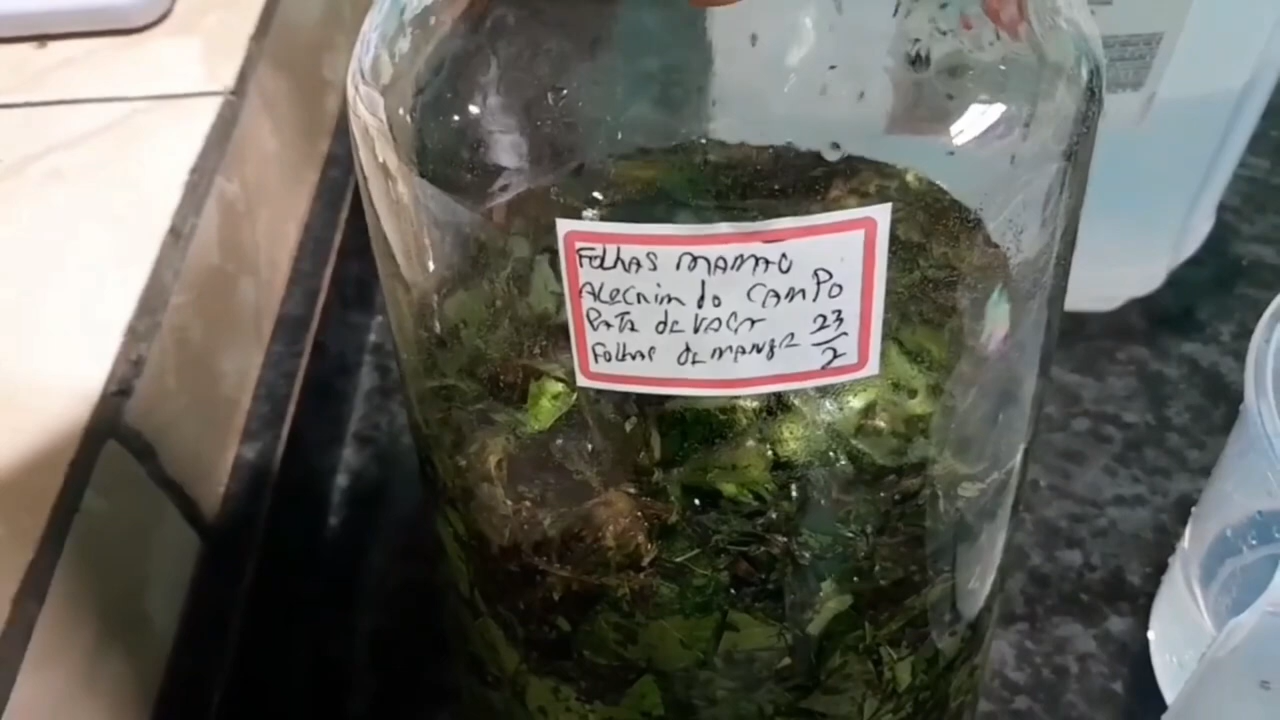 Folhas mamão
Alecrim do campo
Pata de vaca 23/2
Folhas de manga